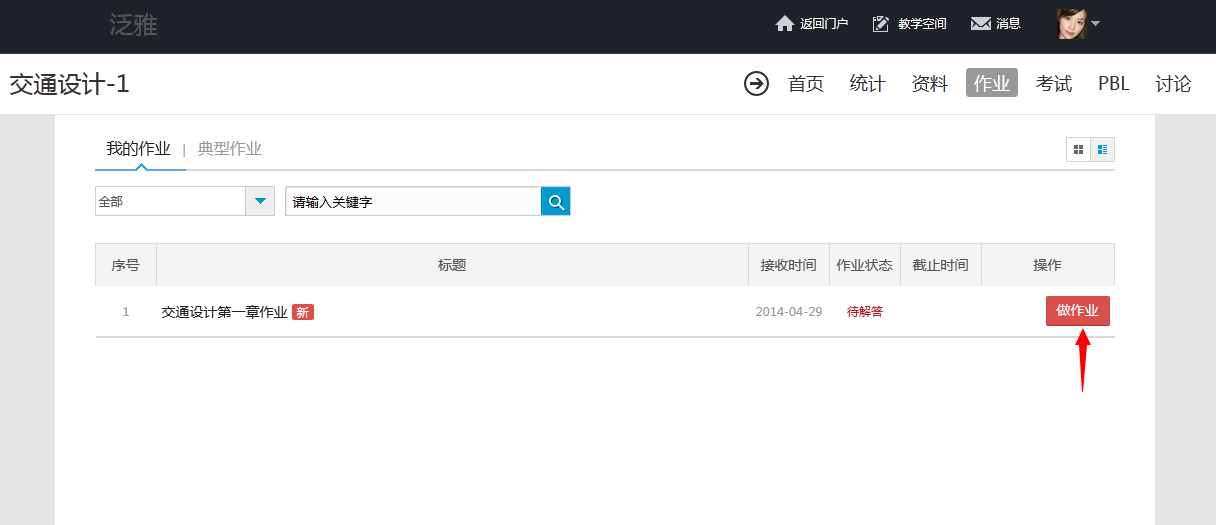 泛雅 返回门户 教学空间 消息
交通设计-1 首页 统计 资料 作业 考试 PBL 讨论
我的作业 | 典型作业
全部 请输入关键字
序号 标题 接收时间 作业状态 截止时间 操作
1 交通设计第一章作业 新 2014-04-29 待解答 做作业